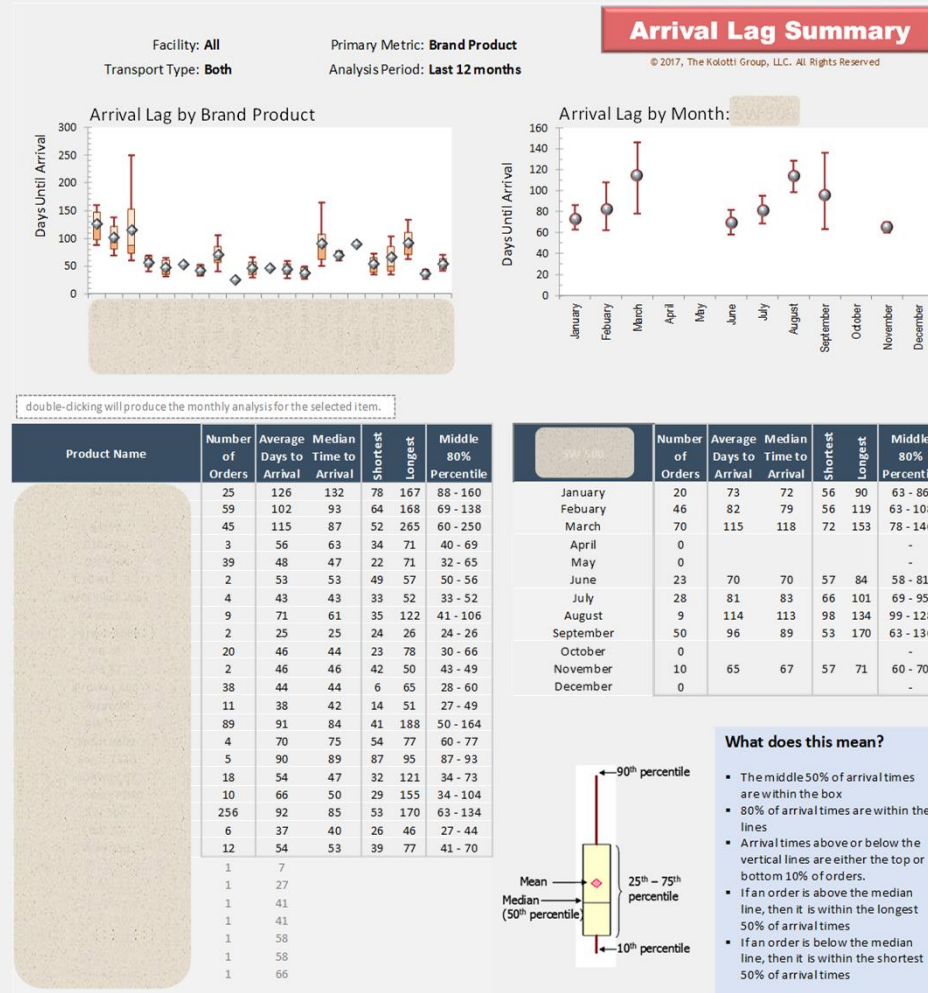 Arrival Lag Summary
© 2017, The Kolotti Group, LLC. All Rights Reserved
Facility: All
Primary Metric: Brand Product
Transport Type: Both
Analysis Period: Last 12 months
Arrival Lag by Brand Product
Days Until Arrival
300
250
200
150
100
50
0
Arrival Lag by Month:
Days Until Arrival
160
140
120
100
80
60
40
20
0
January
Febuary
March
April
May
June
July
August
September
October
November
December
double-clicking will produce the monthly analysis for the selected item.
Product Name Number of Orders Average Days to Arrival Median Time to Arrival Shortest Longest Middle 80% Percentile
25 126 132 78 167 88 - 160
59 102 93 64 168 69 - 138
45 115 87 52 265 60 - 250
3 56 63 34 71 40 - 69
39 48 47 22 71 32 - 65
2 53 53 49 57 50 - 56
4 43 43 33 52 33 - 52
9 71 61 35 122 41 - 106
2 25 25 24 26 24 - 26
20 46 44 23 78 30 - 66
2 46 46 42 50 43 - 49
38 44 44 6 65 28 - 60
11 38 42 14 51 27 - 49
89 91 84 41 188 50 - 164
4 70 75 54 77 60 - 77
5 90 89 87 95 87 - 93
18 54 47 32 121 34 - 73
10 66 50 29 155 34 - 104
256 92 85 53 170 63 - 134
6 37 40 26 46 27 - 44
12 54 53 39 77 41 - 70
1 7
1 27
1 41
1 41
1 58
1 58
1 66
SW 500 Number of Orders Average Days to Arrival Median Time to Arrival Shortest Longest Middle 80%
January 20 73 72 56 90 63 - 86
Febuary 46 82 79 56 119 63 -
March 70 115 118 72 153 78 -
April 0 -
May 0 -
June 23 70 70 57 84 58 - 81
July 28 81 83 66 101 69 - 95
August 9 114 113 98 134 99 -
September 50 96 89 53 170 63 -
October 0 -
November 10 65 67 57 71 60 - 70
December 0 -
90th percentile
25th – 75th
percentile
Mean
Median
(50th percentile)
10th percentile
What does this mean?
▪ The middle 50% of arrival times
are within the box
▪ 80% of arrival times are within the
lines
▪ Arrival times above or below the
vertical lines are either the top or
bottom 10% of orders.
▪ If an order is above the median
line, then it is within the longest
50% of arrival times
▪ If an order is below the median
line, then it is within the shortest
50% of arrival times